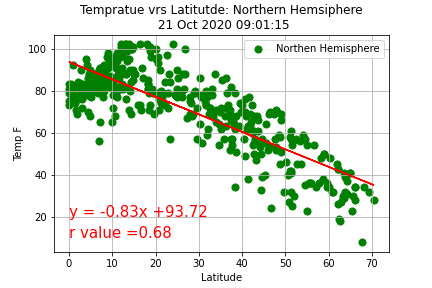 Tempratue vrs Latitutde: Northern Hemsiphere
21 Oct 2020 09:01:15
Northen Hemisphere
Temp F
100
80
60
40
20
y = -0.83x +93.72
r value =0.68
0 10 20 30 40 50 60 70
Latitude